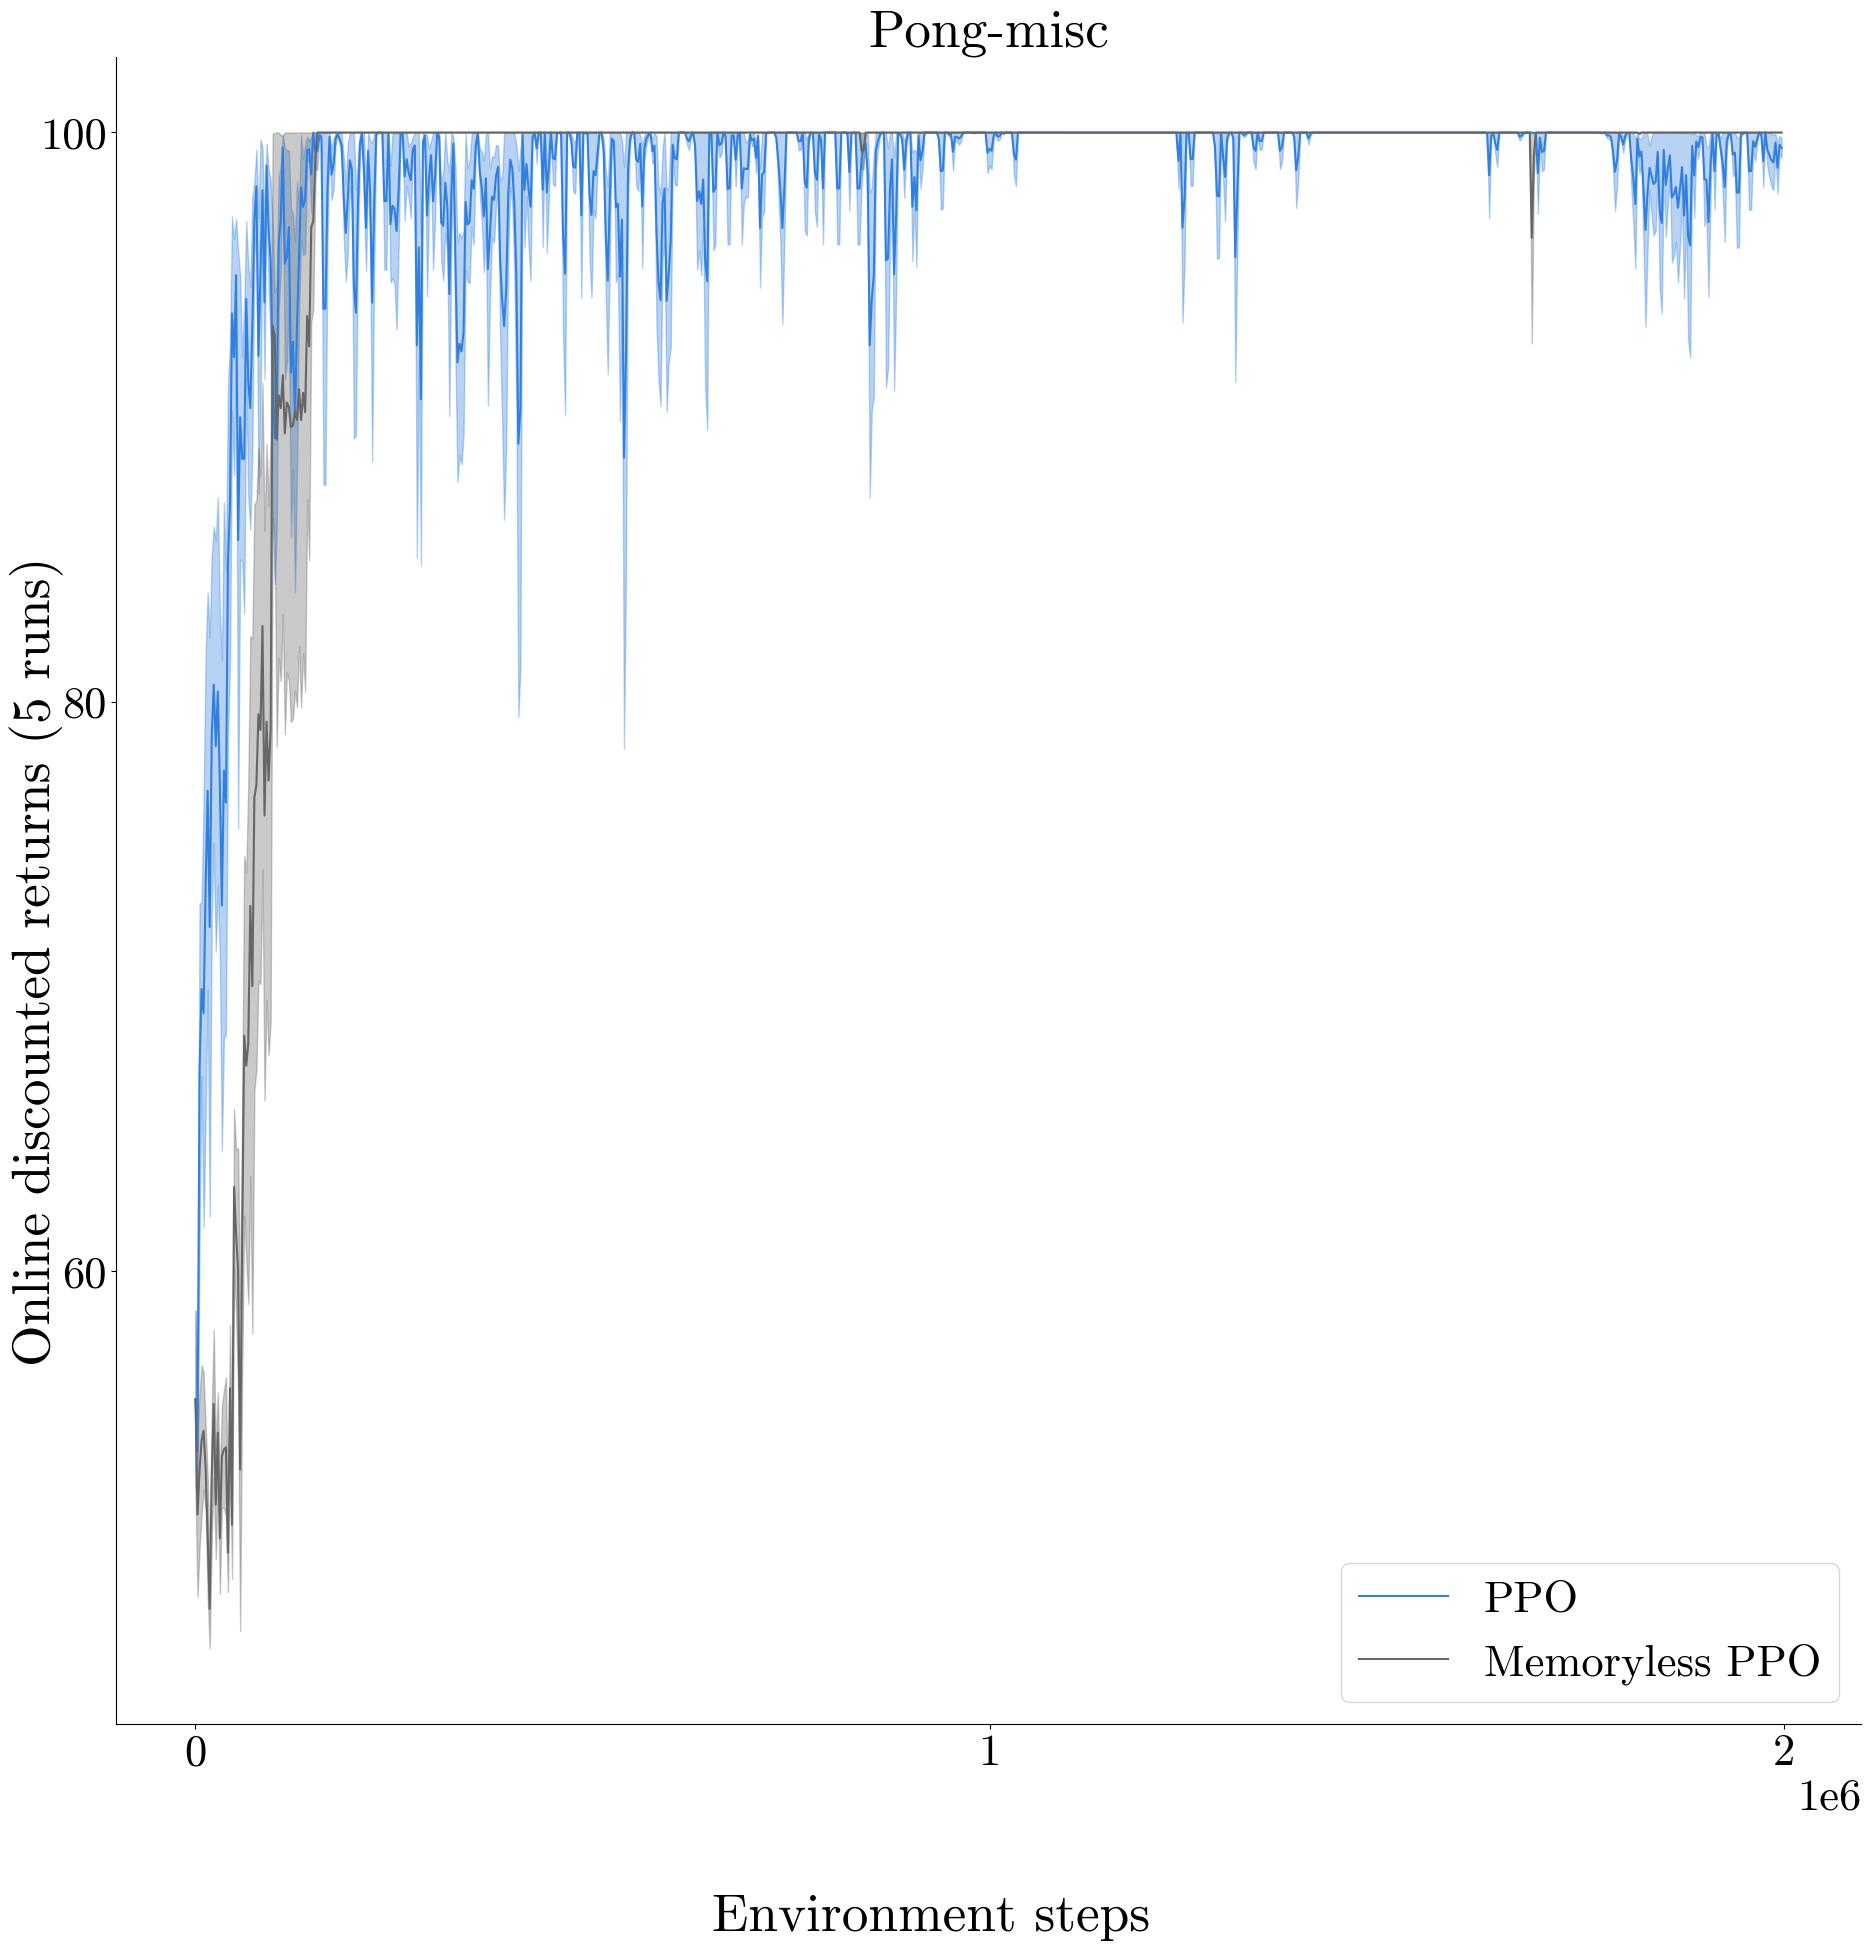 Pong-misc
Online discounted returns (5 runs)
100
80
60
PPO
Memoryless PPO
0
1
2
1e6
Environment steps